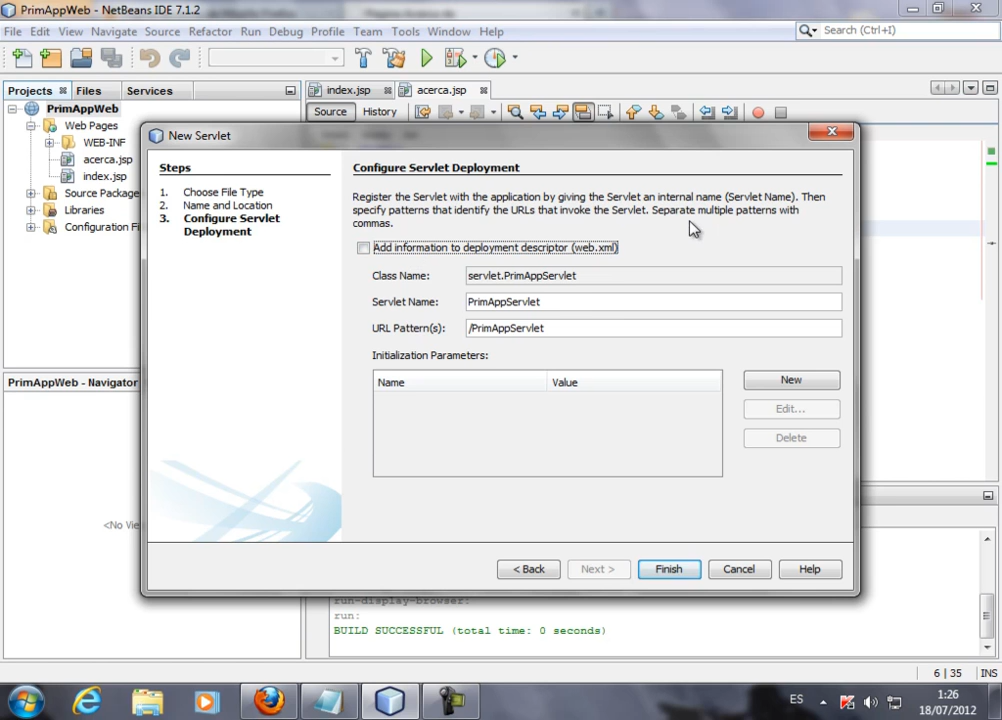 PrimAppWeb - NetBeans IDE 7.1.2
File Edit View Navigate Source Refactor Run Debug Profile Team Tools Window Help
Search (Ctrl+I)
Projects Files Services
index.jsp acerca.jsp
Source History
PrimAppWeb
Web Pages
WEB-INF
acerca.jsp
index.jsp
Source Package
Libraries
Configuration Fi
PrimAppWeb - Navigator
<No Vie
New Servlet
Steps
1. Choose File Type
2. Name and Location
3. Configure Servlet
Deployment
Configure Servlet Deployment
Register the Servlet with the application by giving the Servlet an internal name (Servlet Name). Then
specify patterns that identify the URLs that invoke the Servlet. Separate multiple patterns with
commas.
Add information to deployment descriptor (web.xml)
Class Name: servlet.PrimAppServlet
Servlet Name: PrimAppServlet
URL Pattern(s): /PrimAppServlet
Initialization Parameters:
Name Value
New
Edit...
Delete
< Back Next > Finish Cancel Help
run-display-browser:
run:
BUILD SUCCESSFUL (total time: 0 seconds)
6 | 35 INS
ES
1:26
18/07/2012